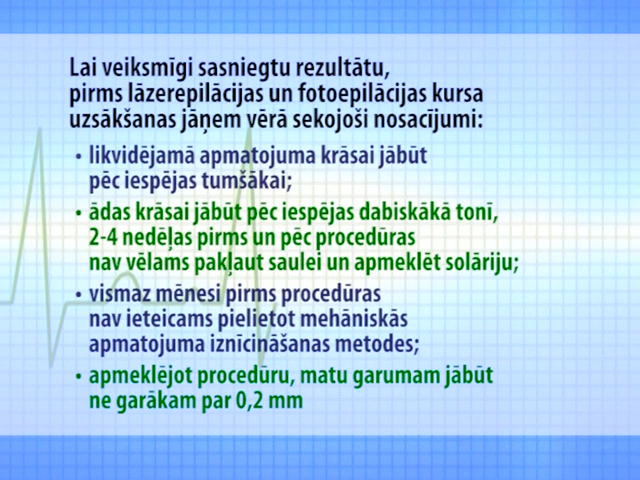 Lai veiksmīgi sasniegtu rezultātu,
pirms lāzerepilācijas un fotoepilācijas kursa
uzsākšanas jāņem vērā sekojoši nosacījumi:
• likvidējamā apmatojuma krāsai jābūt
pēc iespējas tumšākai;
• ādas krāsai jābūt pēc iespējas dabiskākā tonī,
2-4 nedēļas pirms un pēc procedūras
nav vēlams pakļaut saulei un apmeklēt solāriju;
• vismaz mēnesi pirms procedūras
nav ieteicams pielietot mehāniskās
apmatojuma iznīcināšanas metodes;
• apmeklējot procedūru, matu garumam jābūt
ne garākam par 0,2 mm